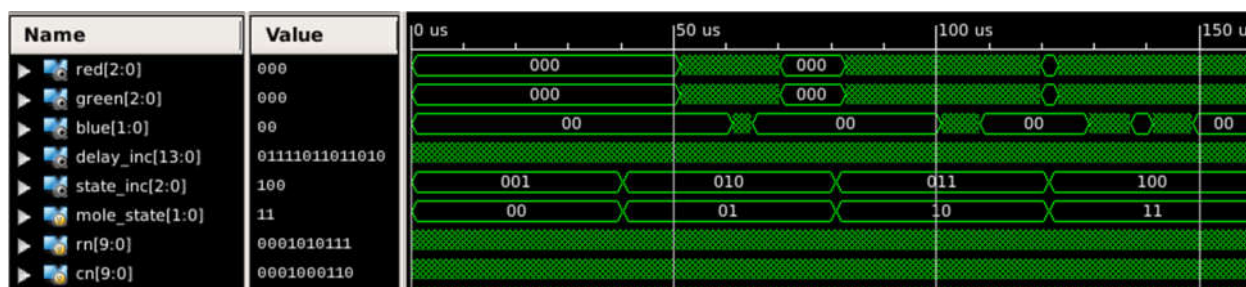 Name Value 0 us 50 us 100 us 150 u
red[2:0] 000 000 000
green[2:0] 000 000 000
blue[1:0] 00 00 00 00 00
delay_inc[13:0] 01111011011010
state_inc[2:0] 100 001 010 011 100
mole_state[1:0] 11 00 01 10 11
rn[9:0] 0001010111
cn[9:0] 0001000110